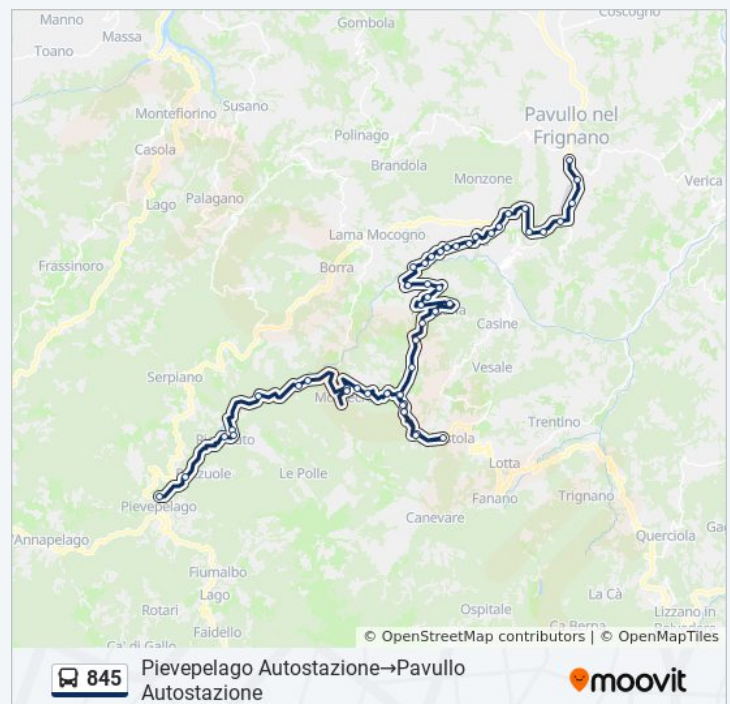 Manno
Massa
Toano
Gombola
Coscogno
Montefiorino
Susano
Pavullo nel
Frignano
Polinago
Casola
Brandola
Monzone
Verica
Palagano
Lago
Lama Mocogno
Frassinoro
Borra
Casine
Vesale
Serpiano
Trentino
Le Polle
Lotta
Fanano
Trignano
Pievepelago
Canevare
'Annapelago
Querciola
Fiumalbo
Lago
La Cà
Rotari
Ospitale
Lizzano in
Faldello
© OpenStreetMap contributors | © OpenMapTiles
845
Pievepelago Autostazione→Pavullo
Autostazione
moovit